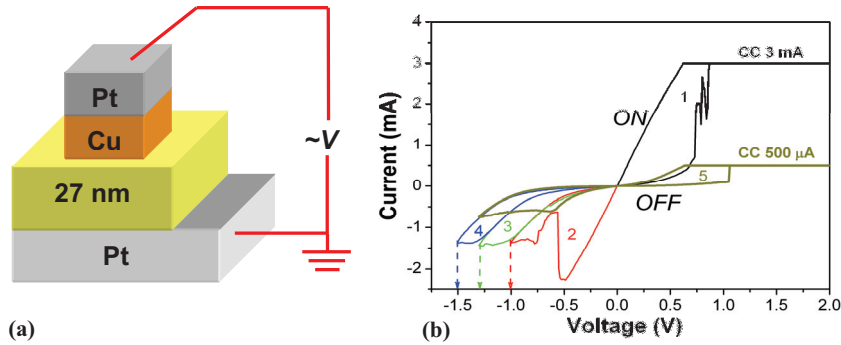 Pt
Cu
27 nm
Pt
~V
(a)
4
3
2
1
0
-1
-2
Current (mA)
CC 3 mA
1
ON
CC 500 µA
5
OFF
4
3
2
-1.5
-1.0
-0.5
0.0
0.5
1.0
1.5
2.0
Voltage (V)
(b)